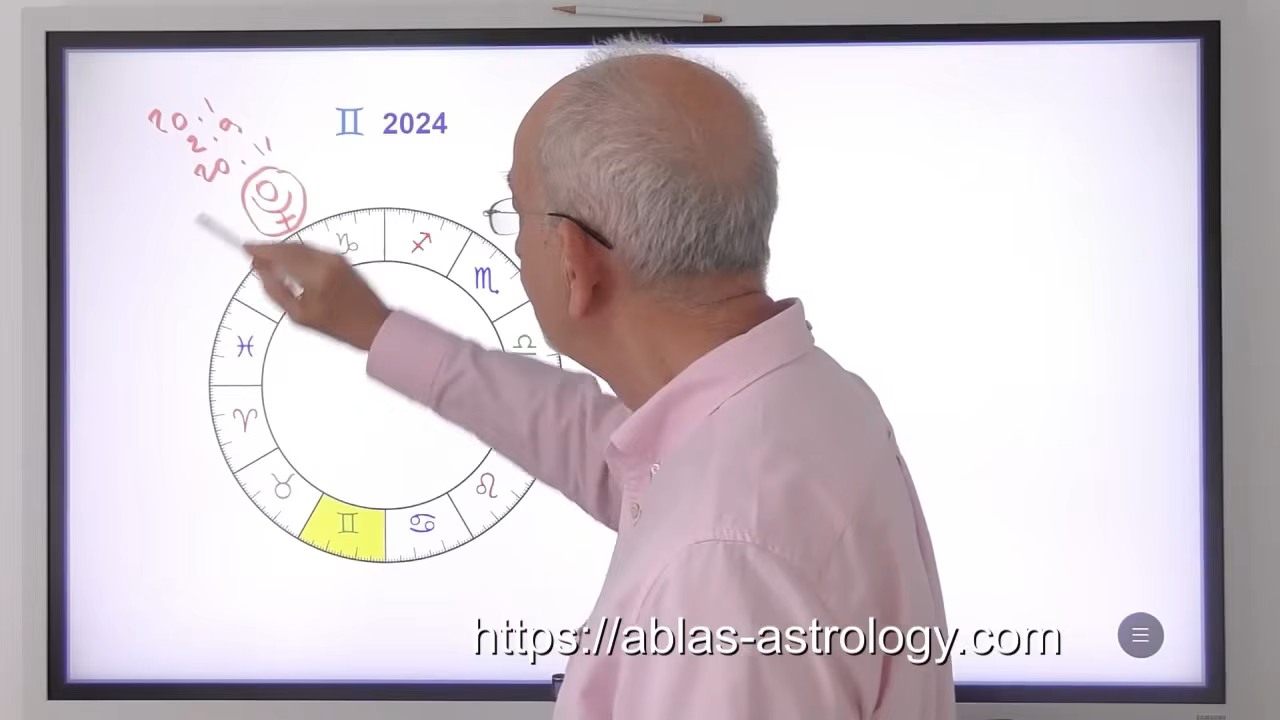 20. 1
♊ 2024
2. 9
20. 11
https://ablas-astrology.com